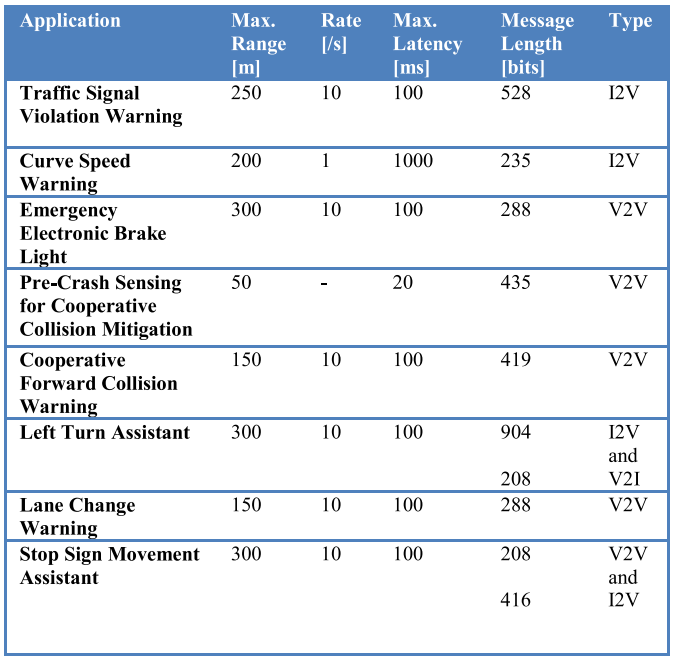 Application Max. Rate Max. Message Type
Range [/s] Latency Length
[m] [ms] [bits]
Traffic Signal 250 10 100 528 I2V
Violation Warning
Curve Speed 200 1 1000 235 I2V
Warning
Emergency 300 10 100 288 V2V
Electronic Brake
Light
Pre-Crash Sensing 50 - 20 435 V2V
for Cooperative
Collision Mitigation
Cooperative 150 10 100 419 V2V
Forward Collision
Warning
Left Turn Assistant 300 10 100 904 I2V
and
208 V2I
Lane Change 150 10 100 288 V2V
Warning
Stop Sign Movement 300 10 100 208 V2V
Assistant and
416 I2V